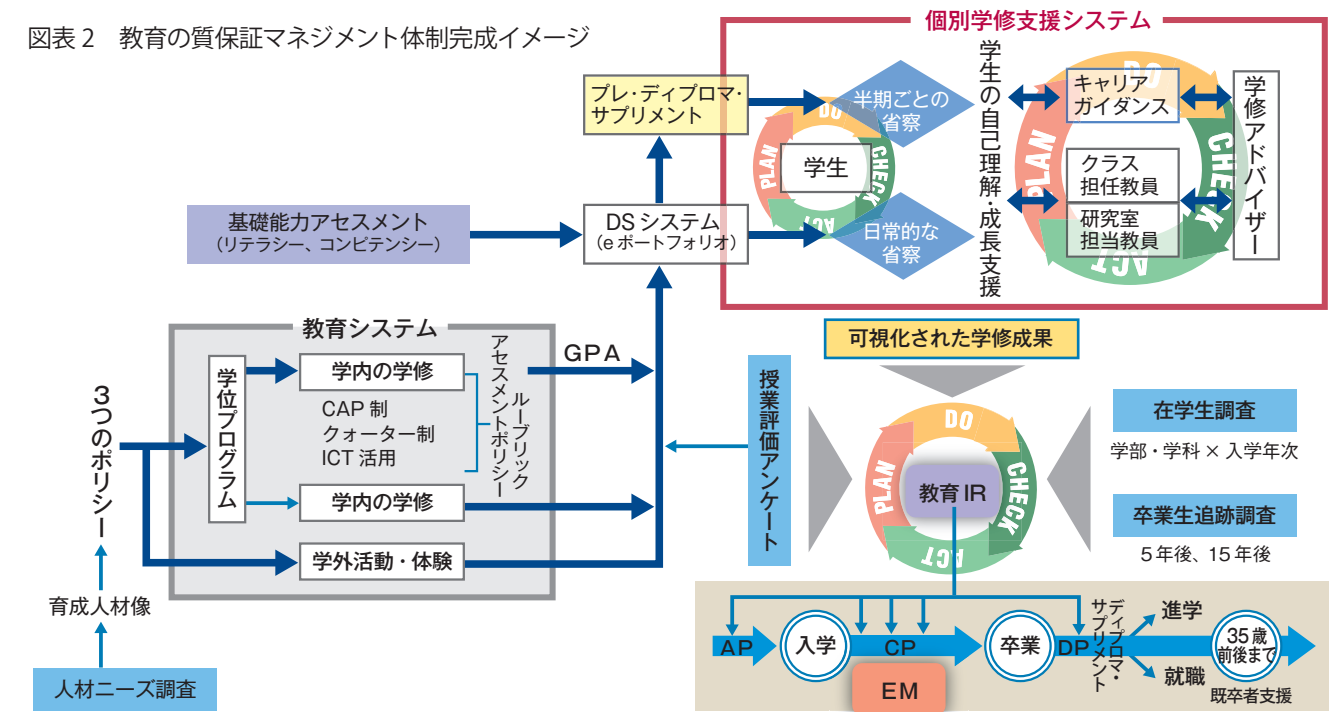 図表 2　教育の質保証マネジメント体制完成イメージ
個別学修支援システム
プレ・ディプロマ・
サプリメント
半期ごとの
省察
DO
CHECK
ACT
PLAN
学生
日常的な
省察
学生の自己理解・成長支援
DO
CHECK
ACT
PLAN
キャリア
ガイダンス
クラス
担任教員
研究室
担当教員
学修アドバイザー
基礎能力アセスメント
（リテラシー、コンピテンシー）
DS システム
（e ポートフォリオ）
教育システム
学位プログラム
学内の学修
CAP 制
クォーター制
ICT 活用
学内の学修
学外活動・体験
ルーブリック
アセスメントポリシー
GPA
3つのポリシー
育成人材像
人材ニーズ調査
授業評価アンケート
可視化された学修成果
DO
CHECK
ACT
PLAN
教育 IR
在学生調査
学部・学科 × 入学年次
卒業生追跡調査
5 年後、15 年後
AP
入学
CP
EM
卒業
DP
ディプロマ・
サプリメント
進学
就職
35 歳
前後まで
既卒者支援